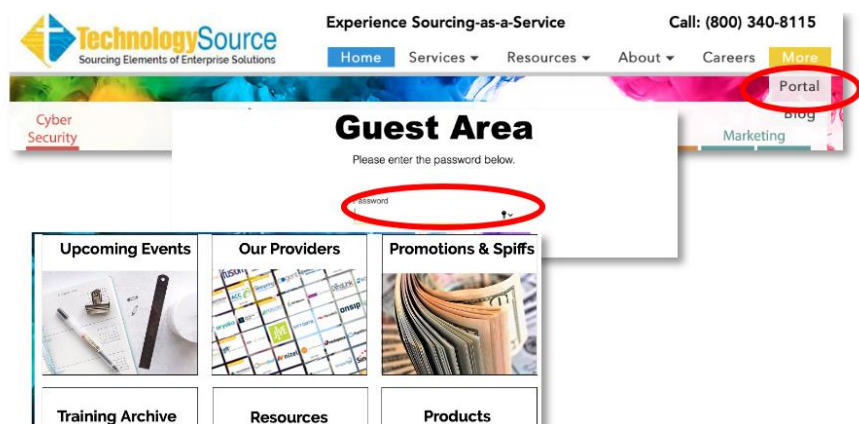 Experience Sourcing-as-a-Service
Call: (800) 340-8115
TechnologySource
Sourcing Elements of Enterprise Solutions
Home Services Resources About Careers More
Portal
Blog
Cyber
Security
Marketing
Guest Area
Please enter the password below.
Password
Upcoming Events
Our Providers
Promotions & Spiffs
onsip
Training Archive
Resources
Products